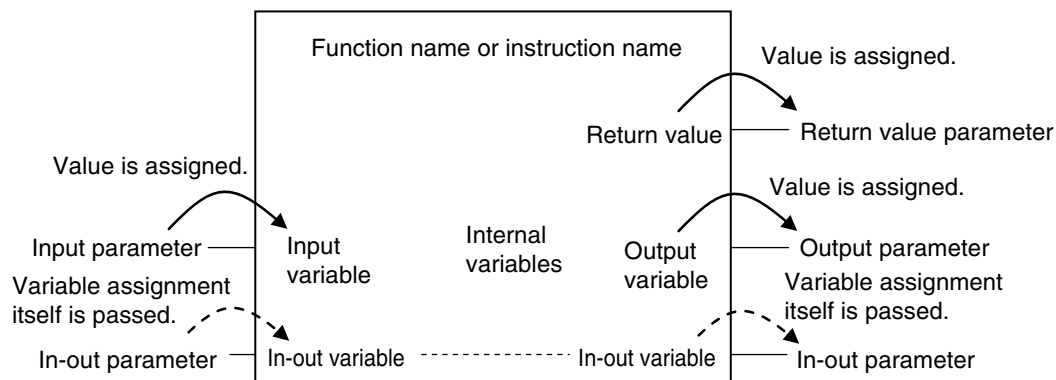 Function name or instruction name
Value is assigned.
Return value
Return value parameter
Value is assigned.
Value is assigned.
Input parameter
Input
variable
Internal
variables
Output
variable
Output parameter
Variable assignment
itself is passed.
Variable assignment
itself is passed.
In-out parameter
In-out variable
In-out variable
In-out parameter